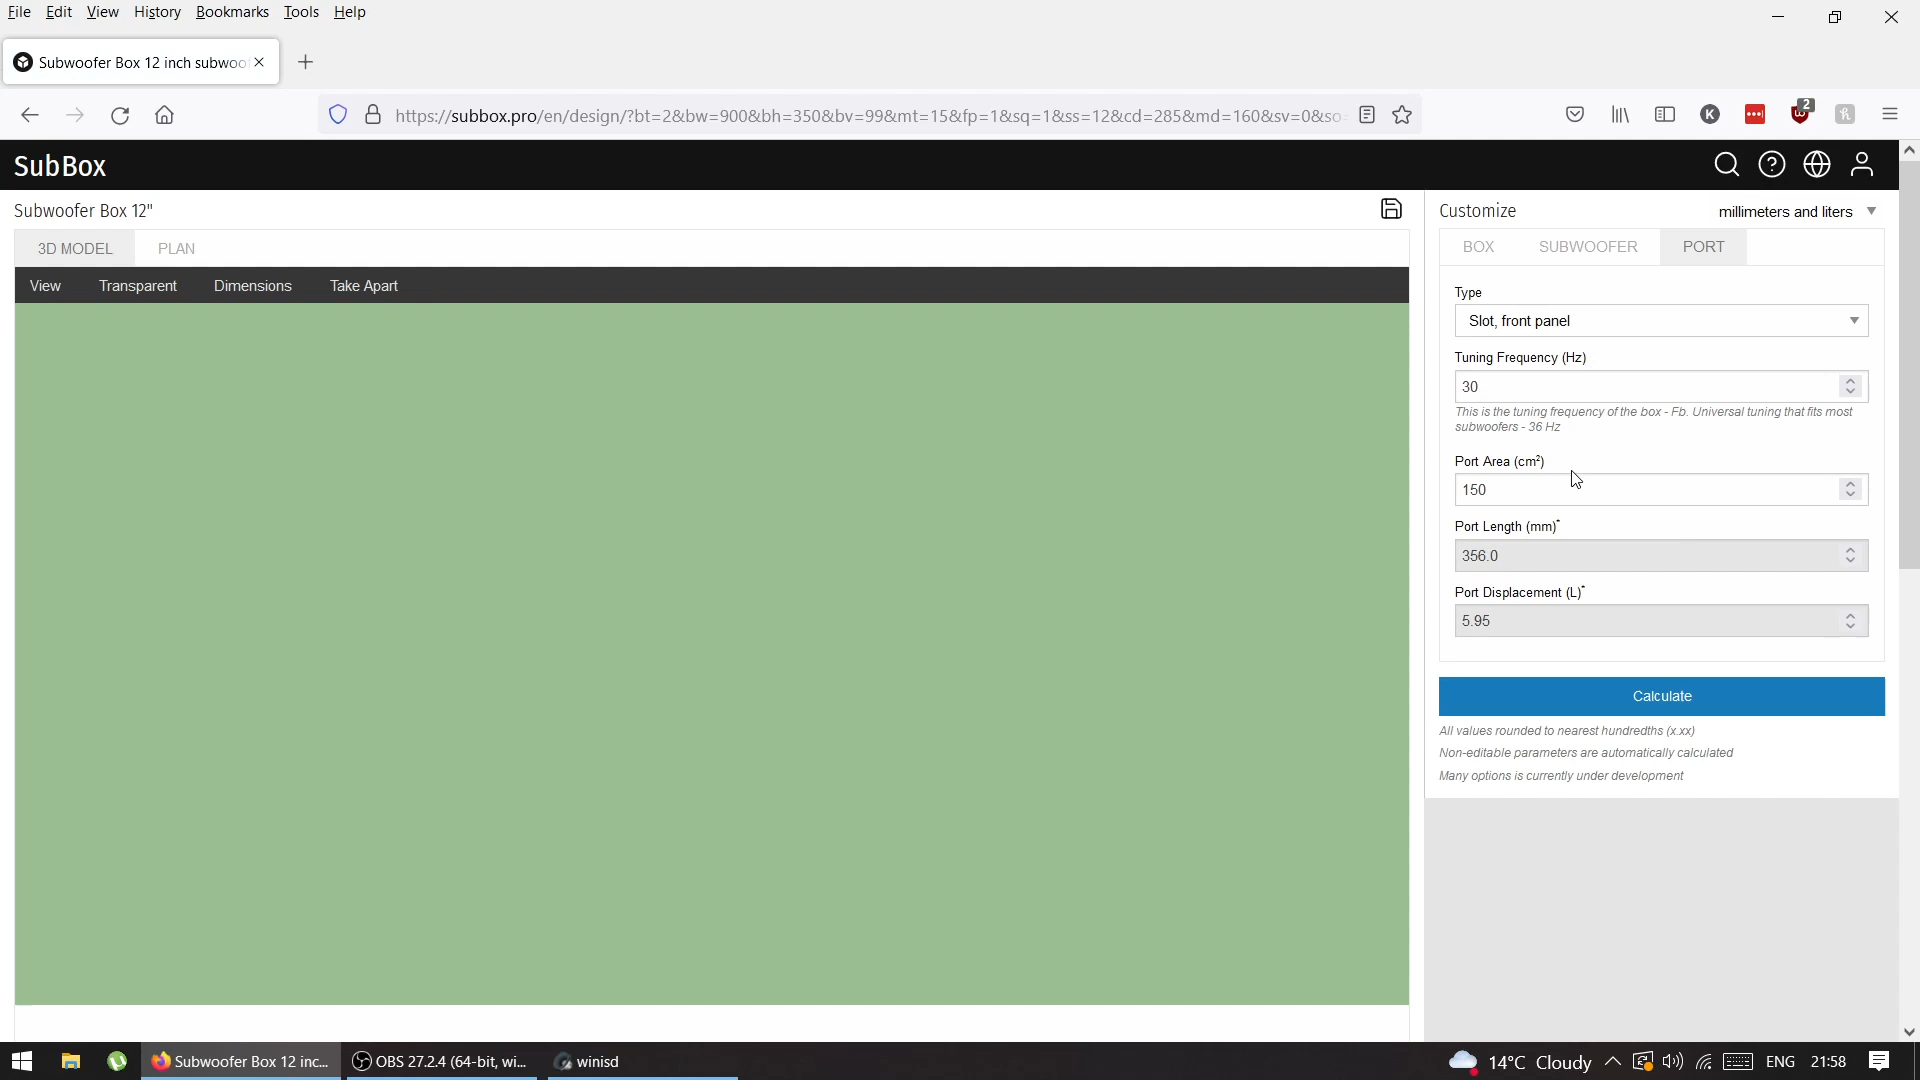 File Edit View History Bookmarks Tools Help
Subwoofer Box 12 inch subwoo
https://subbox.pro/en/design/?bt=2&bw=900&bh=350&bv=99&mt=15&fp=1&sq=1&ss=12&cd=285&md=160&sv=0&so
K
2
SubBox
Subwoofer Box 12"
3D MODEL PLAN
View Transparent Dimensions Take Apart
Customize millimeters and liters
BOX SUBWOOFER PORT
Type
Slot, front panel
Tuning Frequency (Hz)
30
This is the tuning frequency of the box - Fb. Universal tuning that fits most
subwoofers - 36 Hz
Port Area (cm²)
150
Port Length (mm)*
356.0
Port Displacement (L)*
5.95
Calculate
All values rounded to nearest hundredths (x.xx)
Non-editable parameters are automatically calculated
Many options is currently under development
Subwoofer Box 12 inc... OBS 27.2.4 (64-bit, wi... winisd 14°C Cloudy ENG 21:58